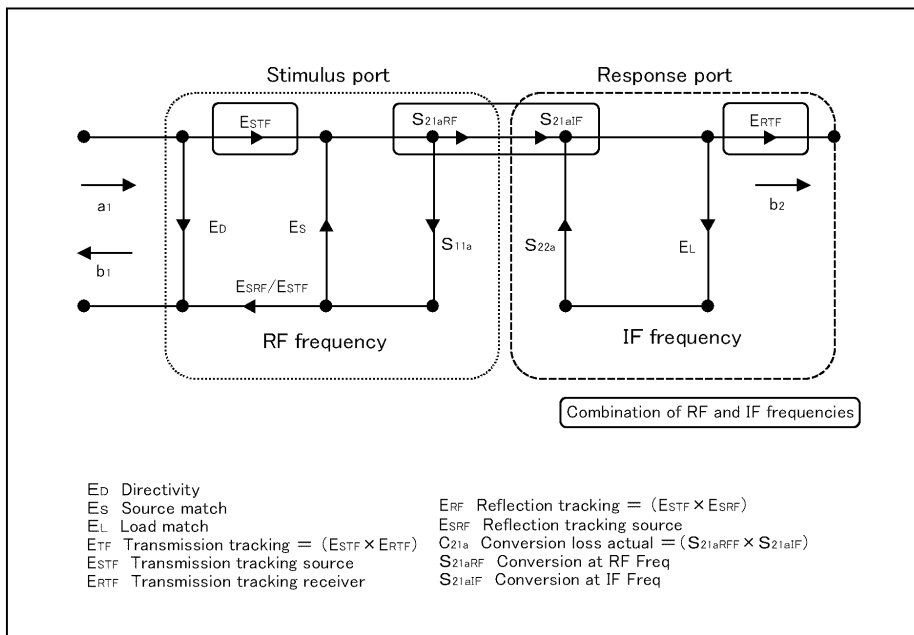 Stimulus port
Response port
ESTF
S21aRF
S21aIF
ERTF
a1
ED
ES
S11a
S22a
EL
b2
b1
ESRF/ESTF
RF frequency
IF frequency
Combination of RF and IF frequencies
ED Directivity
ES Source match
EL Load match
ETF Transmission tracking = (ESTF × ERTF)
ESTF Transmission tracking source
ERTF Transmission tracking receiver
ERF Reflection tracking = (ESTF × ESRF)
ESRF Reflection tracking source
C21a Conversion loss actual = (S21aRFF × S21aIF)
S21aRF Conversion at RF Freq
S21aIF Conversion at IF Freq